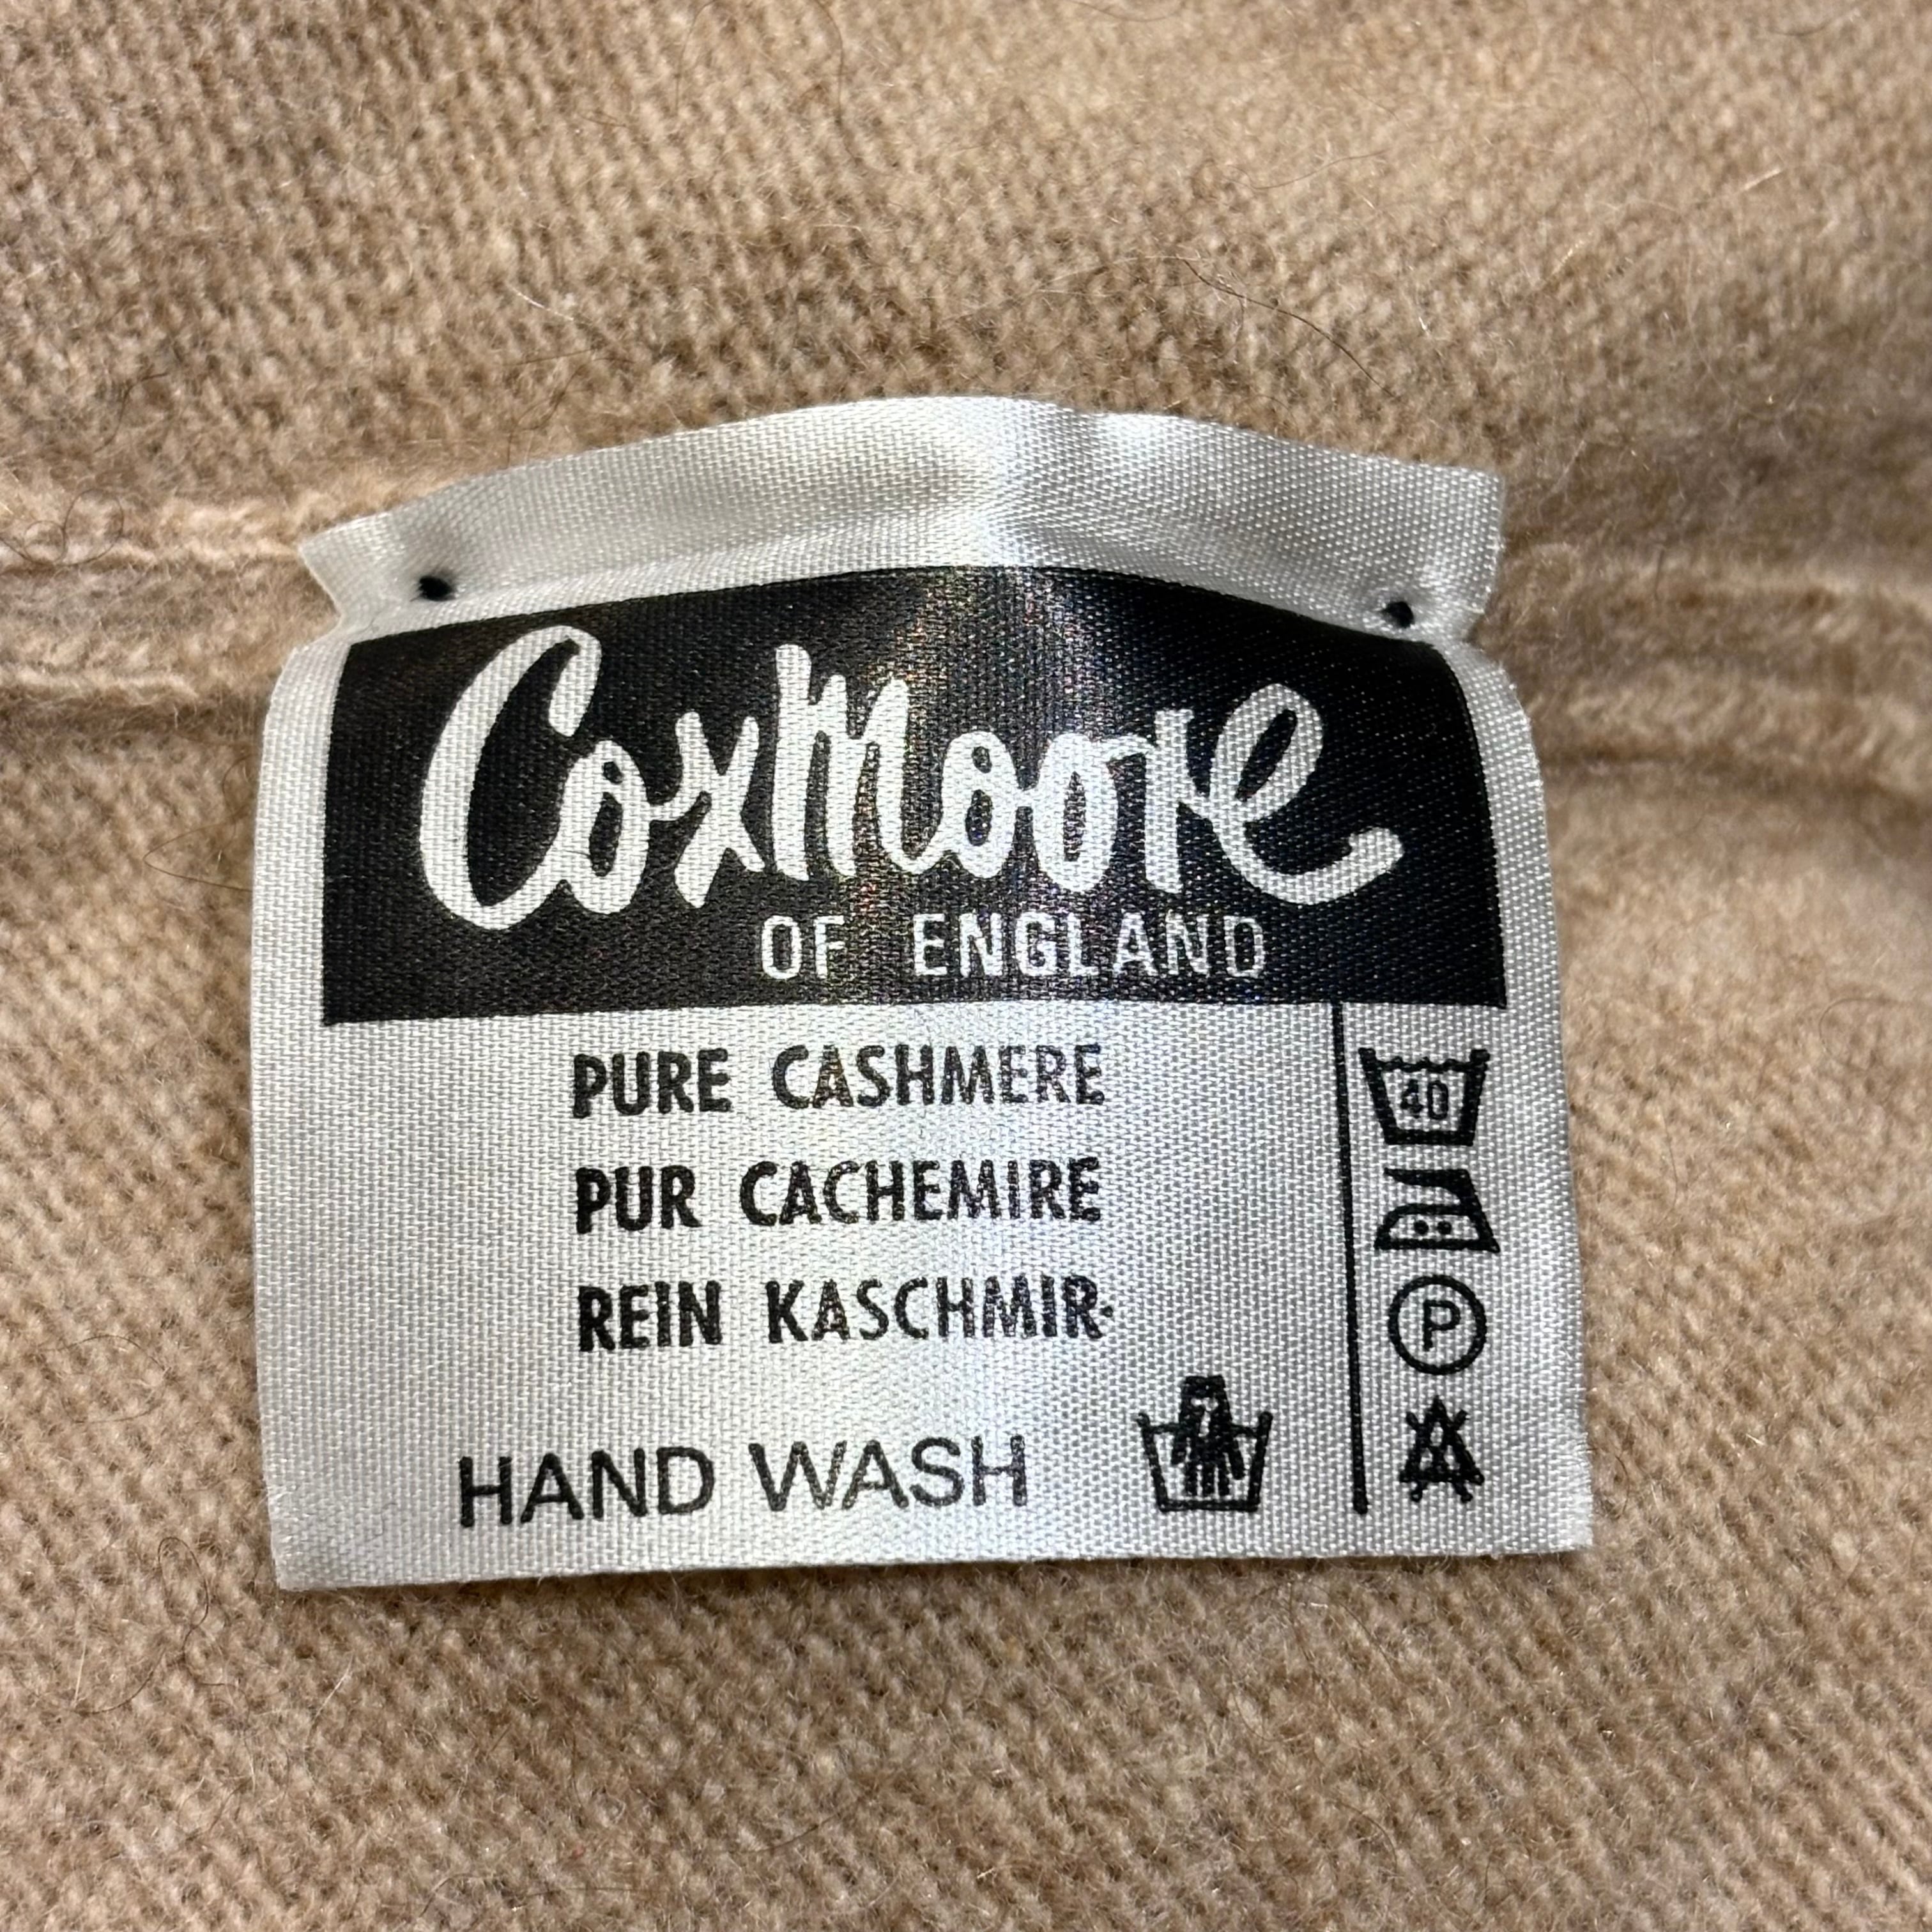 CoxMoore
OF ENGLAND
PURE CASHMERE
PUR CACHEMIRE
REIN KASCHMIR
HAND WASH
40
P